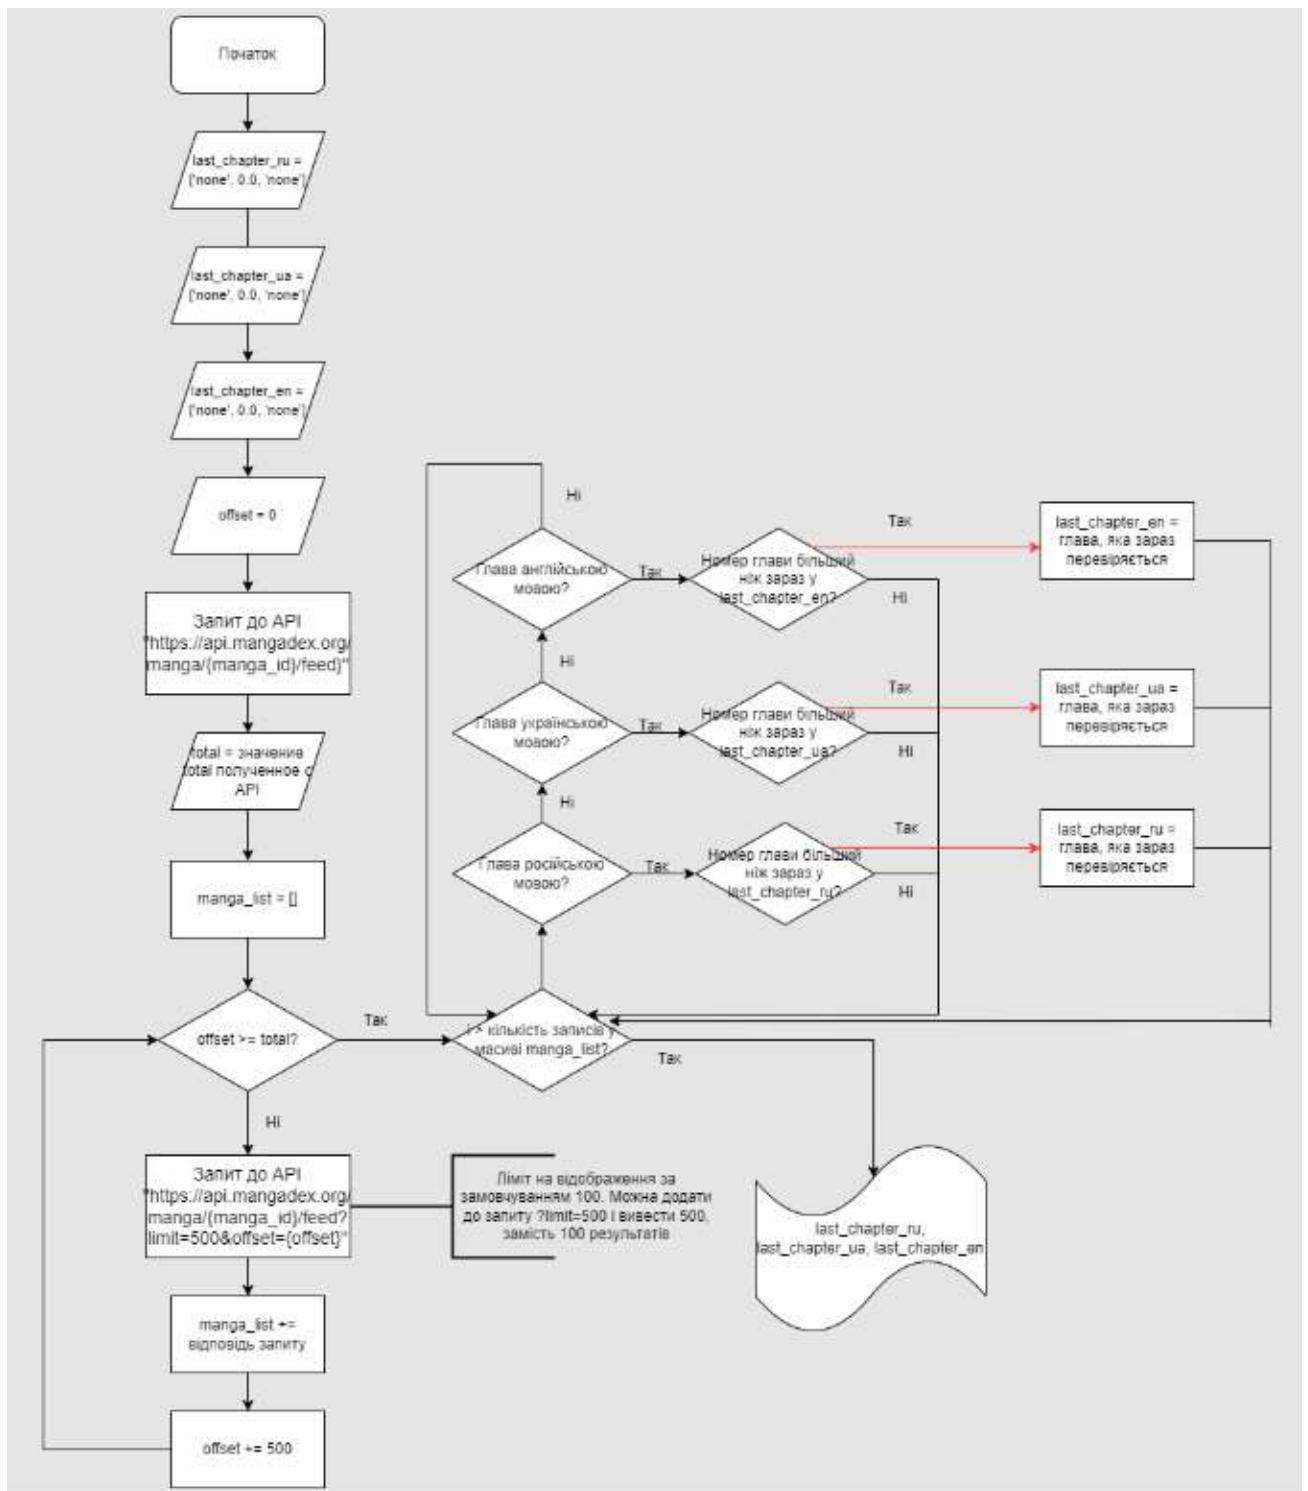 Початок
last_chapter_ru =
['none', 0.0, 'none']
last_chapter_ua =
['none', 0.0, 'none']
last_chapter_en =
['none', 0.0, 'none']
offset = 0
Запит до API
"https://api.mangadex.org/
manga/{manga_id}/feed}"
total = значение
total полученное с
API
manga_list = []
offset >= total?
Так
Ні
Запит до API
"https://api.mangadex.org/
manga/{manga_id}/feed?
limit=500&offset={offset}"
Ліміт на відображення за
замовчуванням 100. Можна додати
до запиту ?limit=500 і вивести 500,
замість 100 результатів
manga_list +=
відповідь запиту
offset += 500
Ні
Глава англійською
мовою?
Так
Номер глави більший
ніж зараз у
last_chapter_en?
Так
Ні
last_chapter_en =
глава, яка зараз
перевіряється
Ні
Глава українською
мовою?
Так
Номер глави більший
ніж зараз у
last_chapter_ua?
Так
Ні
last_chapter_ua =
глава, яка зараз
перевіряється
Ні
Глава російською
мовою?
Так
Номер глави більший
ніж зараз у
last_chapter_ru?
Так
Ні
last_chapter_ru =
глава, яка зараз
перевіряється
> кількість записів у
масиві manga_list?
Так
last_chapter_ru,
last_chapter_ua, last_chapter_en